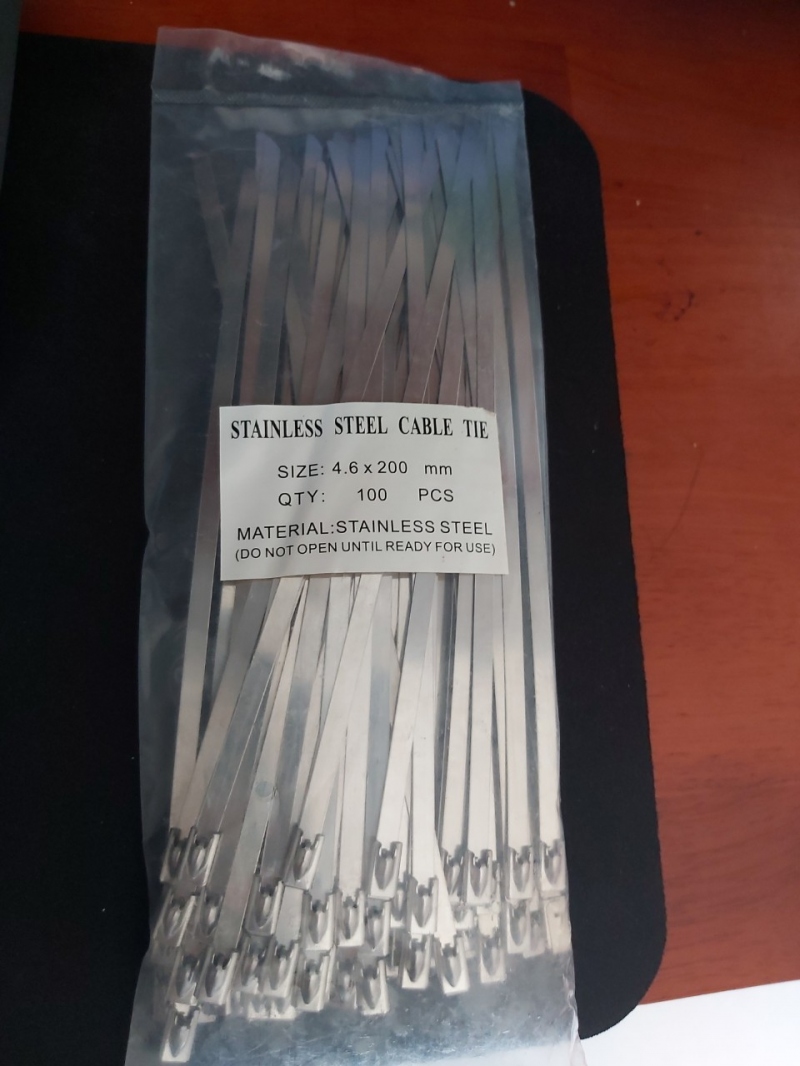 STAINLESS STEEL CABLE TIE
SIZE: 4.6 x 200 mm
QTY: 100 PCS
MATERIAL:STAINLESS STEEL
(DO NOT OPEN UNTIL READY FOR USE)